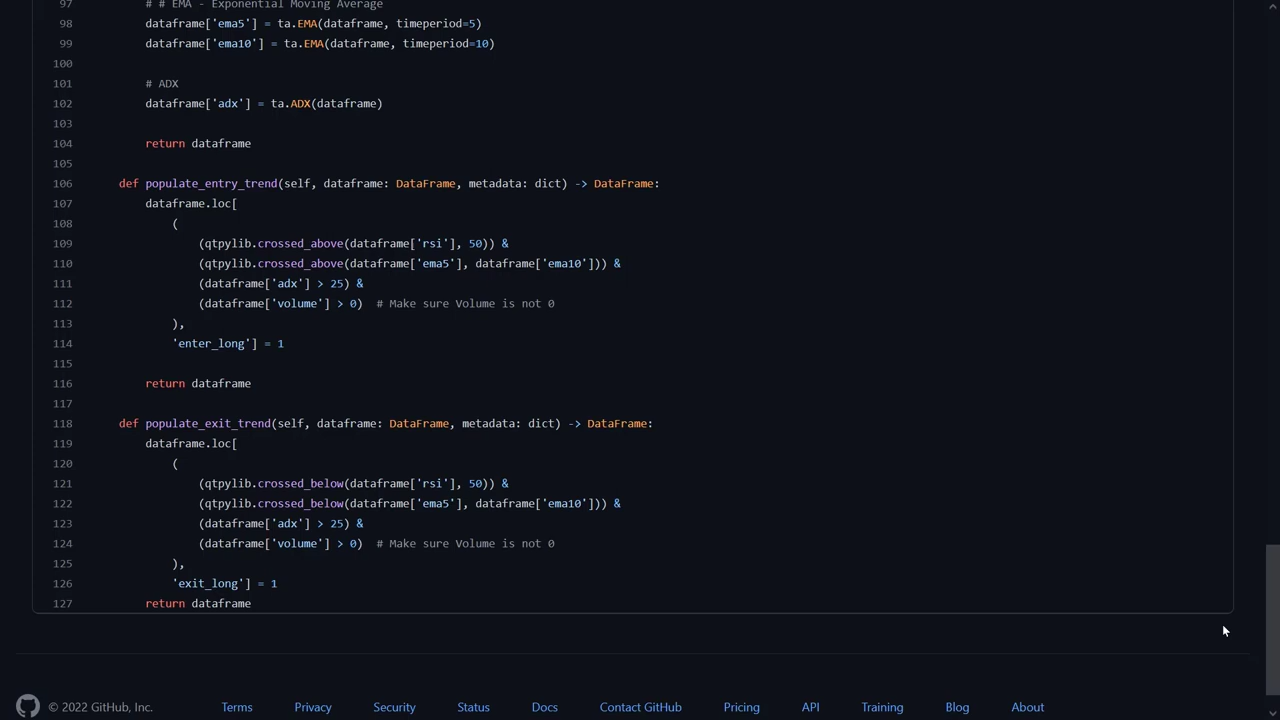 97 # # EMA - Exponential Moving Average
98 dataframe['ema5'] = ta.EMA(dataframe, timeperiod=5)
99 dataframe['ema10'] = ta.EMA(dataframe, timeperiod=10)
100
101 # ADX
102 dataframe['adx'] = ta.ADX(dataframe)
103
104 return dataframe
105
106 def populate_entry_trend(self, dataframe: DataFrame, metadata: dict) -> DataFrame:
107 dataframe.loc[
108 (
109 (qtpylib.crossed_above(dataframe['rsi'], 50)) &
110 (qtpylib.crossed_above(dataframe['ema5'], dataframe['ema10'])) &
111 (dataframe['adx'] > 25) &
112 (dataframe['volume'] > 0) # Make sure Volume is not 0
113 ),
114 'enter_long'] = 1
115
116 return dataframe
117
118 def populate_exit_trend(self, dataframe: DataFrame, metadata: dict) -> DataFrame:
119 dataframe.loc[
120 (
121 (qtpylib.crossed_below(dataframe['rsi'], 50)) &
122 (qtpylib.crossed_below(dataframe['ema5'], dataframe['ema10'])) &
123 (dataframe['adx'] > 25) &
124 (dataframe['volume'] > 0) # Make sure Volume is not 0
125 ),
126 'exit_long'] = 1
127 return dataframe
© 2022 GitHub, Inc. Terms Privacy Security Status Docs Contact GitHub Pricing API Training Blog About